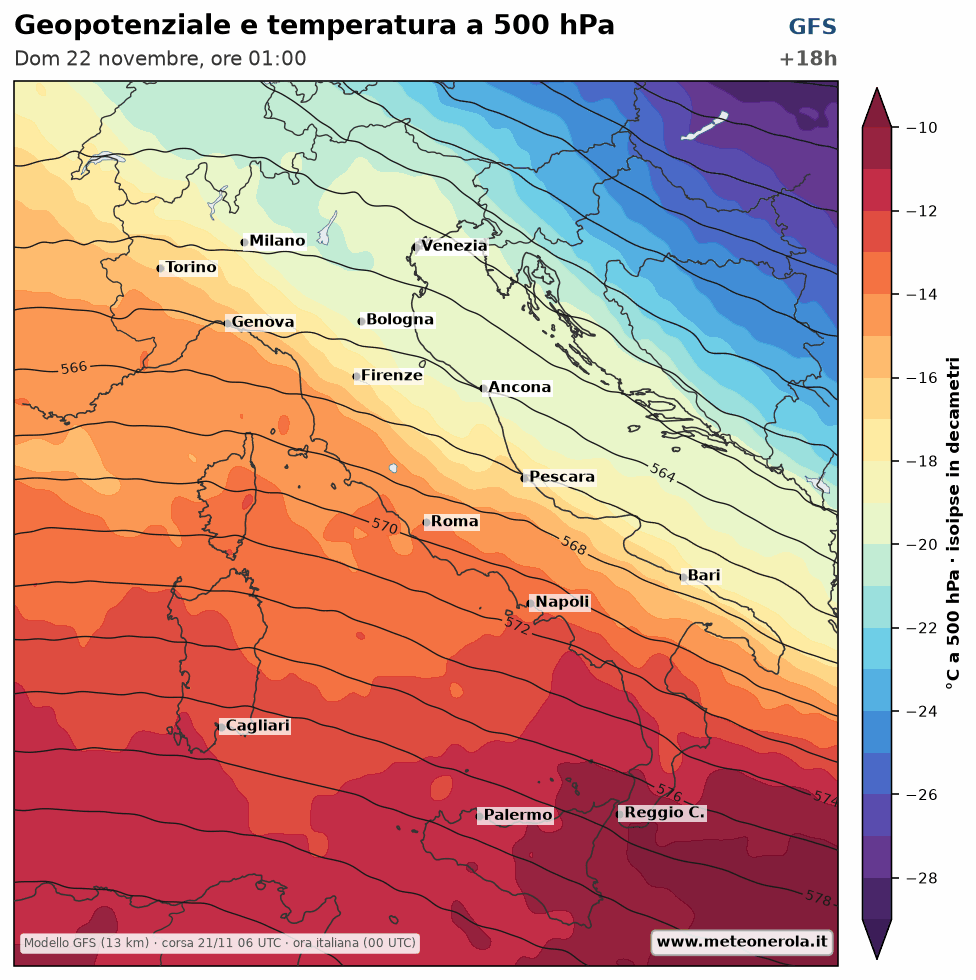 Geopotenziale e temperatura a 500 hPa
GFS
Dom 22 novembre, ore 01:00
+18h
Milano
Venezia
Torino
Genova
Bologna
566
Firenze
Ancona
564
Pescara
570
Roma
568
Bari
Napoli
572
Cagliari
576
574
Palermo
Reggio C.
578
Modello GFS (13 km) · corsa 21/11 06 UTC · ora italiana (00 UTC)
www.meteonerola.it
−10
−12
−14
−16
−18
−20
−22
−24
−26
−28
°C a 500 hPa · isoipse in decametri